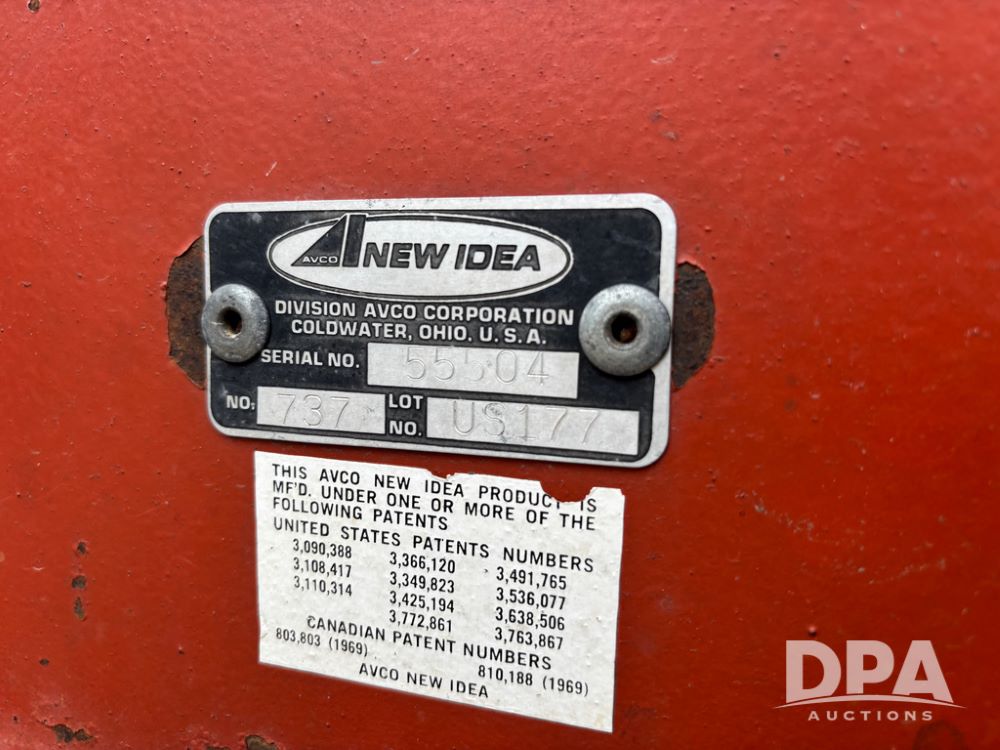 AVCO NEW IDEA
DIVISION AVCO CORPORATION
COLDWATER, OHIO. U.S.A.
SERIAL NO. 55504
NO: 737 LOT NO. US177
THIS AVCO NEW IDEA PRODUCT IS
MF'D. UNDER ONE OR MORE OF THE
FOLLOWING PATENTS
UNITED STATES PATENTS NUMBERS
3,090,388 3,366,120 3,491,765
3,108,417 3,349,823 3,536,077
3,110,314 3,425,194 3,638,506
3,772,861 3,763,867
CANADIAN PATENT NUMBERS
803,803 (1969) 810,188 (1969)
AVCO NEW IDEA
DPA
AUCTIONS